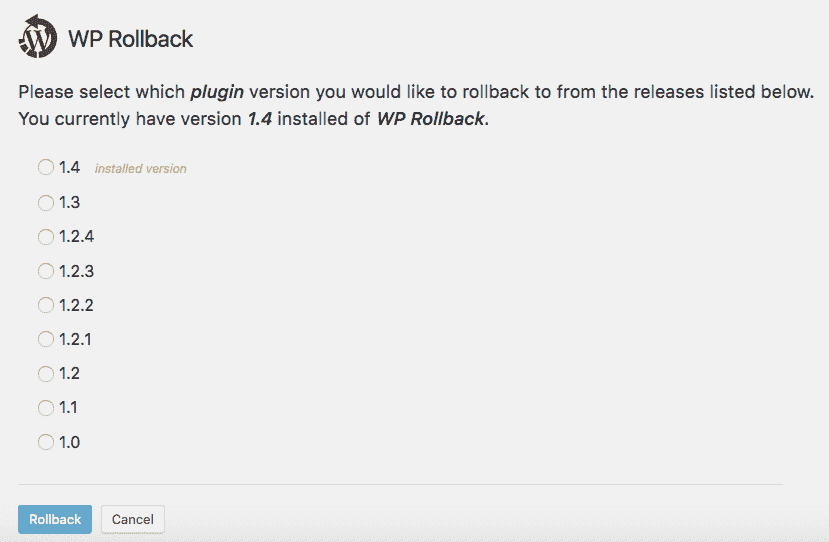 WP Rollback
Please select which plugin version you would like to rollback to from the releases listed below.
You currently have version 1.4 installed of WP Rollback.
1.4 installed version
1.3
1.2.4
1.2.3
1.2.2
1.2.1
1.2
1.1
1.0
Rollback Cancel